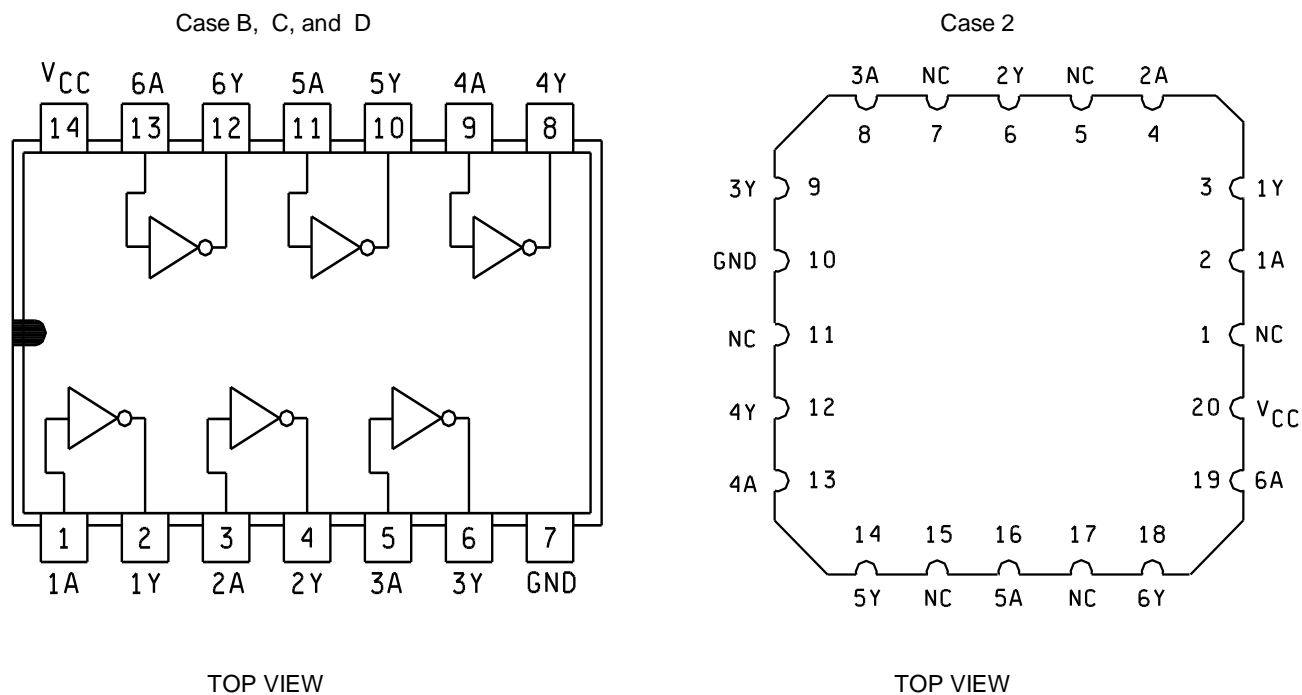 Case B, C, and D
VCC 6A 6Y 5A 5Y 4A 4Y
14 13 12 11 10 9 8
1 2 3 4 5 6 7
1A 1Y 2A 2Y 3A 3Y GND
TOP VIEW
Case 2
3A NC 2Y NC 2A
8 7 6 5 4
3Y 9 3 1Y
GND 10 2 1A
NC 11 1 NC
4Y 12 20 VCC
4A 13 19 6A
14 15 16 17 18
5Y NC 5A NC 6Y
TOP VIEW